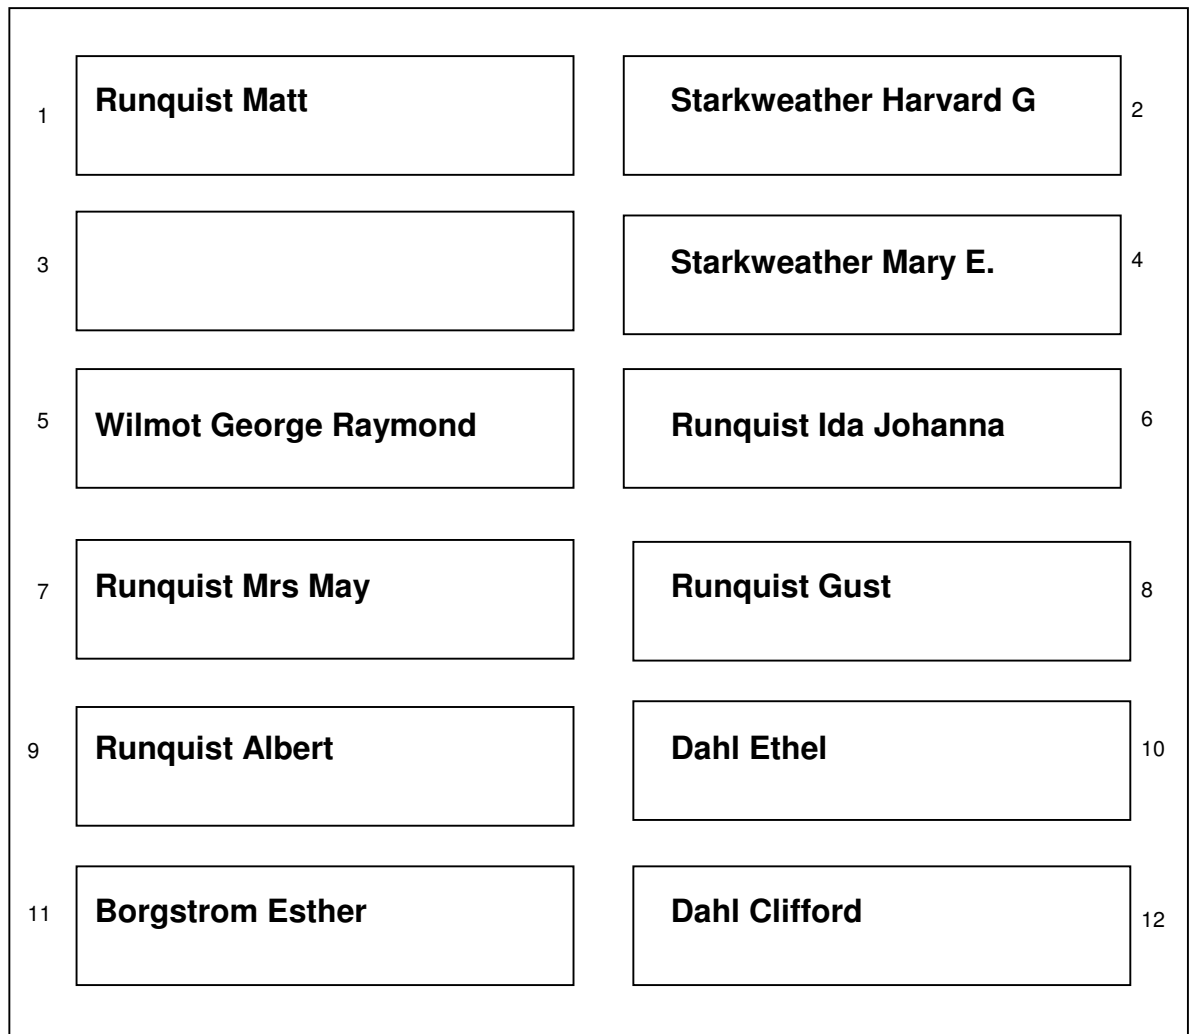 1 Runquist Matt Starkweather Harvard G 2
3 Starkweather Mary E. 4
5 Wilmot George Raymond Runquist Ida Johanna 6
7 Runquist Mrs May Runquist Gust 8
9 Runquist Albert Dahl Ethel 10
11 Borgstrom Esther Dahl Clifford 12